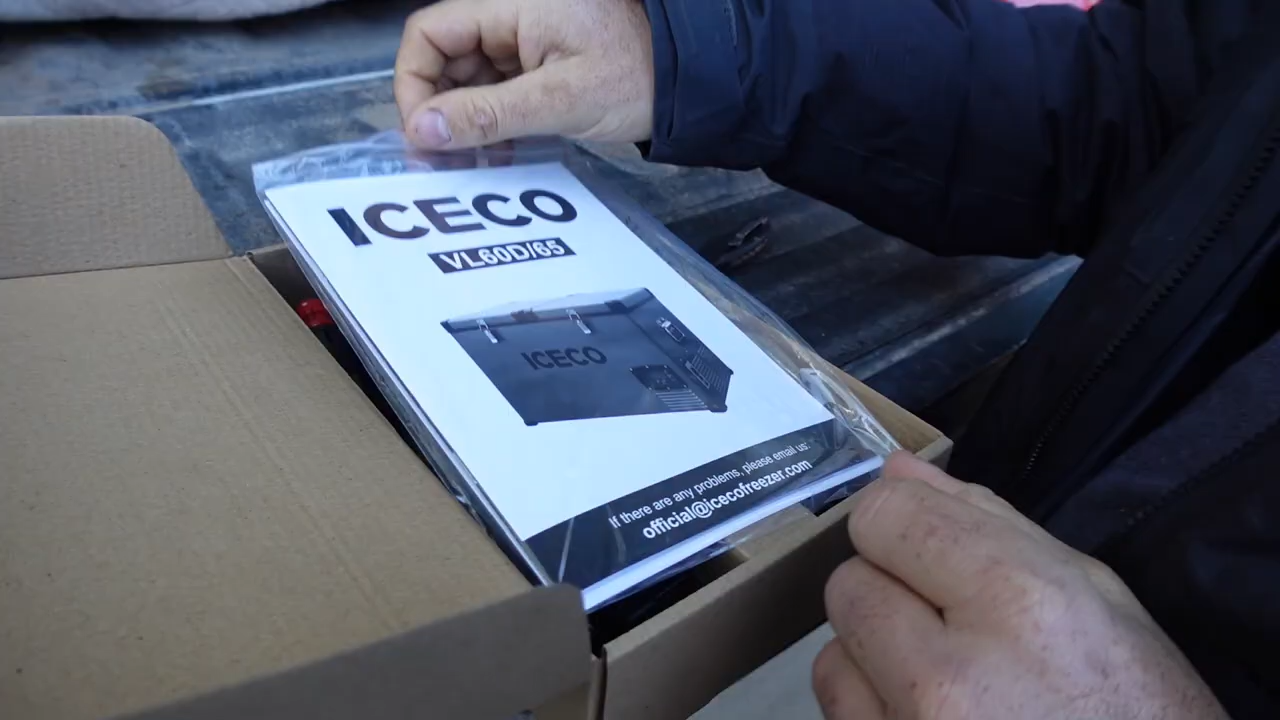 ICECO
VL60D/65
ICECO
If there are any problems, please email us:
official@icecofreezer.com